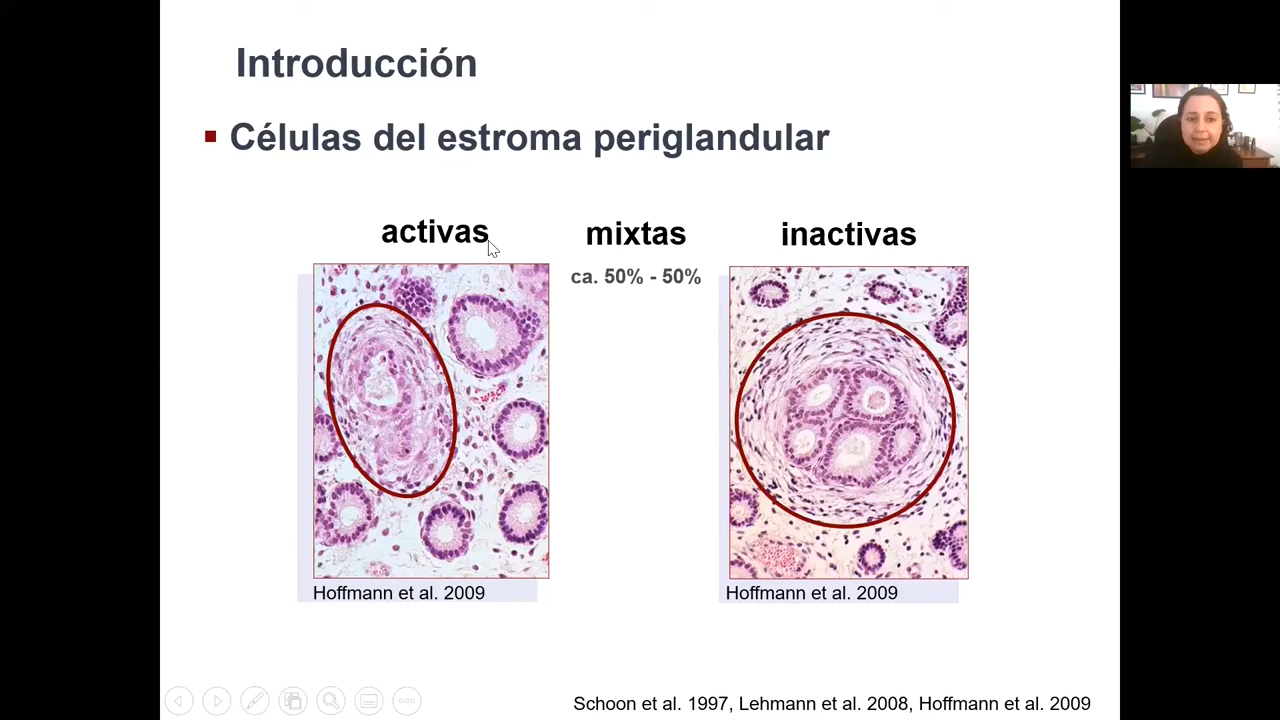 Introducción
Células del estroma periglandular
activas
mixtas
inactivas
ca. 50% - 50%
Hoffmann et al. 2009
Hoffmann et al. 2009
Schoon et al. 1997, Lehmann et al. 2008, Hoffmann et al. 2009